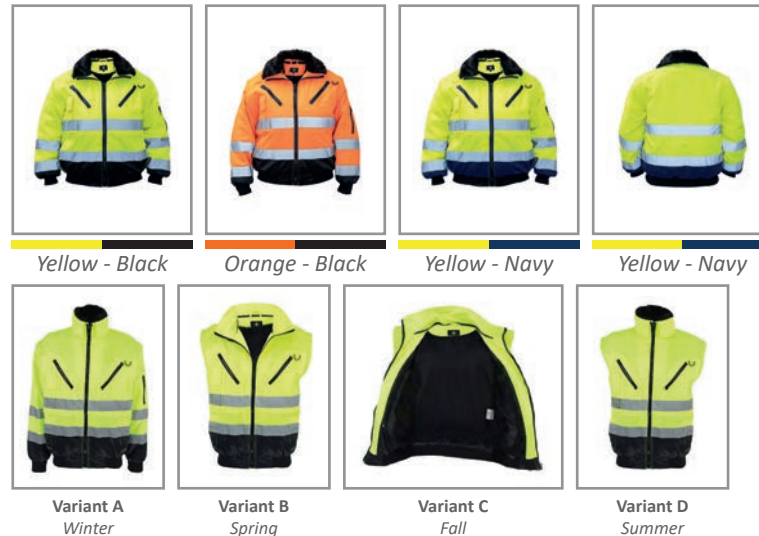 Yellow - Black
Orange - Black
Yellow - Navy
Yellow - Navy
Variant A
Winter
Variant B
Spring
Variant C
Fall
Variant D
Summer